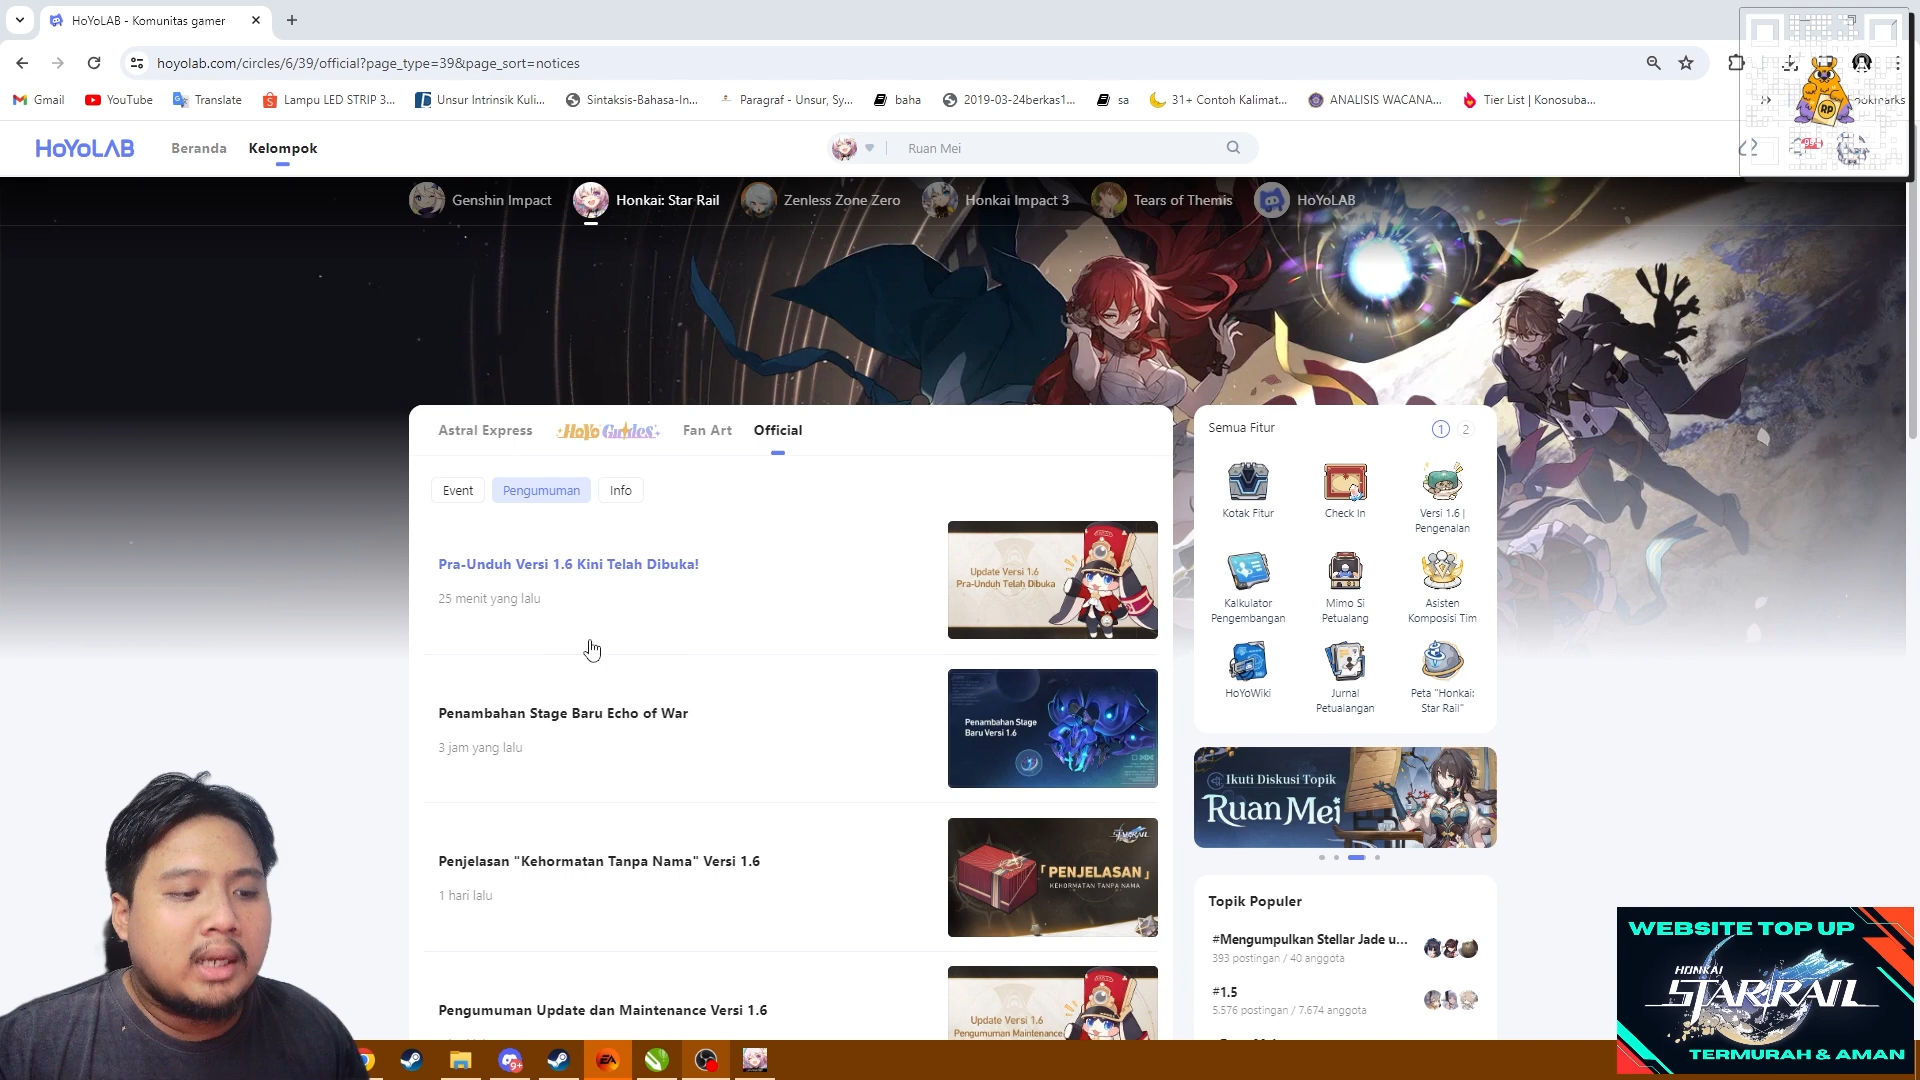 HoYoLAB - Komunitas gamer
hoyolab.com/circles/6/39/official?page_type=39&page_sort=notices
Gmail
YouTube
Translate
Lampu LED STRIP 3...
Unsur Intrinsik Kuli...
Sintaksis-Bahasa-In...
Paragraf - Unsur, Sy...
baha
2019-03-24berkas1...
sa
31+ Contoh Kalimat...
ANALISIS WACANA...
Tier List | Konosuba...
RP
HoYoLAB
Beranda
Kelompok
Ruan Mei
Genshin Impact
Honkai: Star Rail
Zenless Zone Zero
Honkai Impact 3
Tears of Themis
HoYoLAB
Astral Express
HoYo Guides
Fan Art
Official
Event
Pengumuman
Info
Pra-Unduh Versi 1.6 Kini Telah Dibuka!
25 menit yang lalu
Update Versi 1.6
Pra-Unduh Telah Dibuka
Penambahan Stage Baru Echo of War
3 jam yang lalu
Penambahan Stage
Baru Versi 1.6
Penjelasan "Kehormatan Tanpa Nama" Versi 1.6
1 hari lalu
STAR RAIL
「PENJELASAN」
KEHORMATAN TANPA NAMA
Pengumuman Update dan Maintenance Versi 1.6
Update Versi 1.6
Pengumuman Maintenance
Semua Fitur
1
2
Kotak Fitur
Check In
Versi 1.6 |
Pengenalan
Kalkulator
Pengembangan
Mimo Si
Petualang
Asisten
Komposisi Tim
HoYoWiki
Jurnal
Petualangan
Peta "Honkai:
Star Rail"
Ikuti Diskusi Topik
Ruan Mei
Topik Populer
#Mengumpulkan Stellar Jade u...
393 postingan / 40 anggota
#1.5
5.576 postingan / 7.674 anggota
WEBSITE TOP UP
HONKAI
STAR RAIL
TERMURAH & AMAN
EA
9+